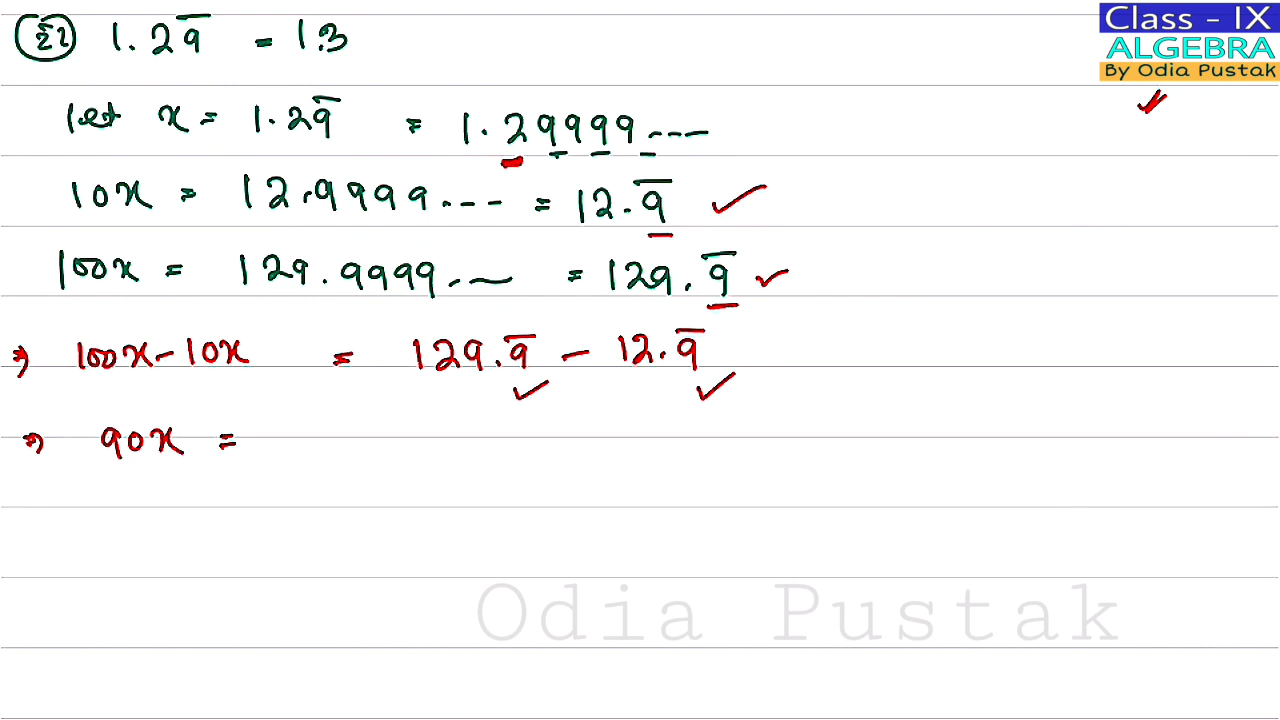 1.29̅ = 1.3
let x = 1.29̅ = 1.29999...
10x = 12.9999... = 12.9̅
100x = 129.9999... = 129.9̅
⇒ 100x - 10x = 129.9̅ - 12.9̅
⇒ 90x =
Class - IX
ALGEBRA
By Odia Pustak
Odia Pustak